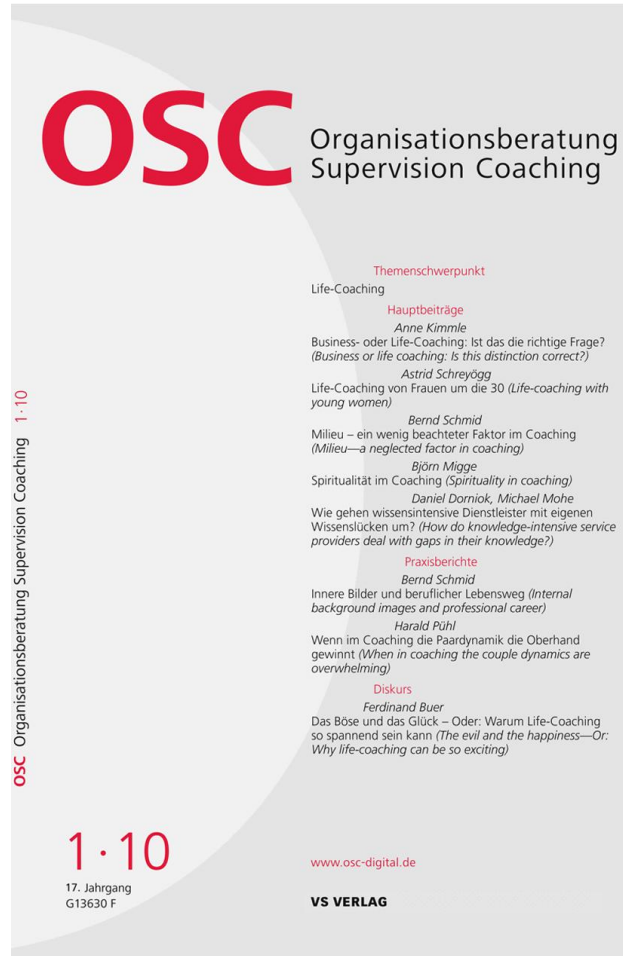 OSC
Organisationsberatung
Supervision Coaching
Themenschwerpunkt
Life-Coaching
Hauptbeiträge
Anne Kimmle
Business- oder Life-Coaching: Ist das die richtige Frage?
(Business or life coaching: Is this distinction correct?)
Astrid Schreyögg
Life-Coaching von Frauen um die 30 (Life-coaching with
young women)
Bernd Schmid
Milieu – ein wenig beachteter Faktor im Coaching
(Milieu—a neglected factor in coaching)
Björn Migge
Spiritualität im Coaching (Spirituality in coaching)
Daniel Dorniok, Michael Mohe
Wie gehen wissensintensive Dienstleister mit eigenen
Wissenslücken um? (How do knowledge-intensive service
providers deal with gaps in their knowledge?)
Praxisberichte
Bernd Schmid
Innere Bilder und beruflicher Lebensweg (Internal
background images and professional career)
Harald Pühl
Wenn im Coaching die Paardynamik die Oberhand
gewinnt (When in coaching the couple dynamics are
overwhelming)
Diskurs
Ferdinand Buer
Das Böse und das Glück – Oder: Warum Life-Coaching
so spannend sein kann (The evil and the happiness—Or:
Why life-coaching can be so exciting)
OSC Organisationsberatung Supervision Coaching 1·10
1·10
17. Jahrgang
G13630 F
www.osc-digital.de
VS VERLAG